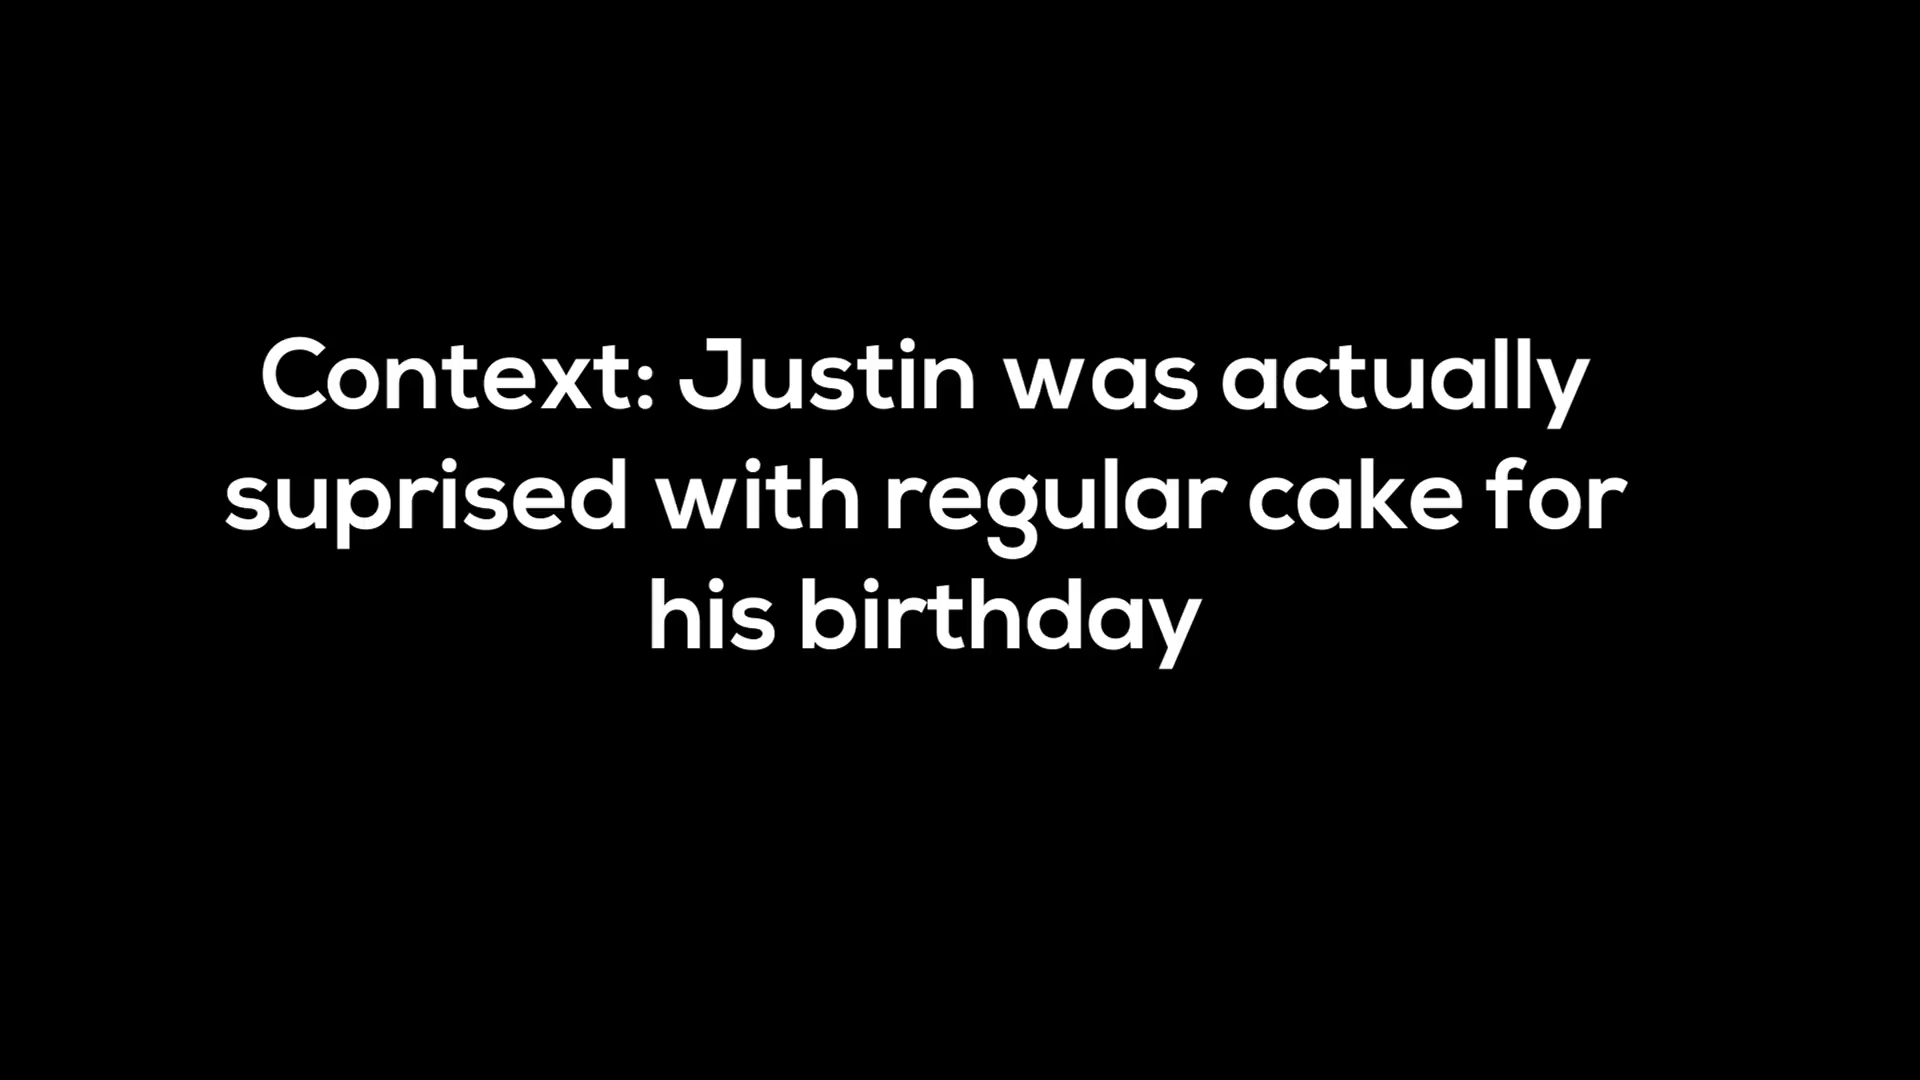 Context: Justin was actually
suprised with regular cake for
his birthday